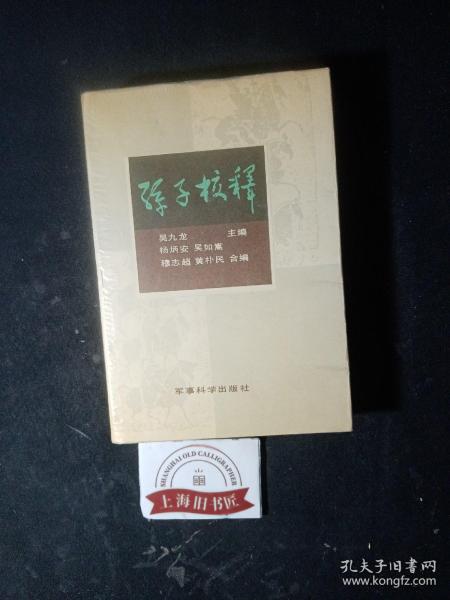 孫子校釋
吴九龙 主编
杨炳安 吴如嵩
穆志超 黄朴民 合编
军事科学出版社
SHANGHAI OLD CALLIGRAPHER
上海旧书匠
孔夫子旧书网
www.kongfz.com